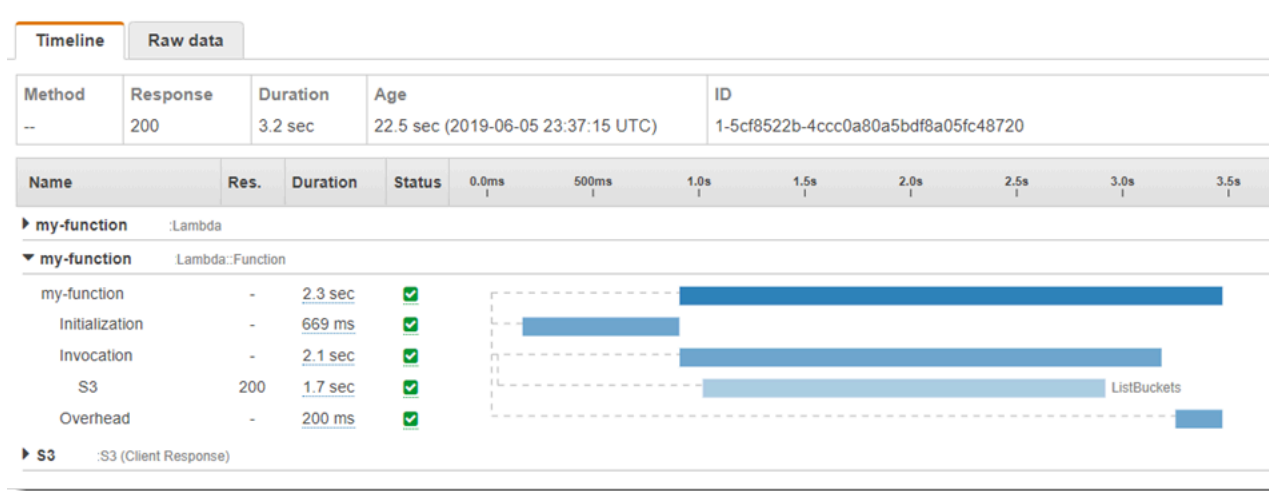 Timeline Raw data
Method Response Duration Age ID
-- 200 3.2 sec 22.5 sec (2019-06-05 23:37:15 UTC) 1-5cf8522b-4ccc0a80a5bdf8a05fc48720
Name Res. Duration Status 0.0ms 500ms 1.0s 1.5s 2.0s 2.5s 3.0s 3.5s
my-function :Lambda
my-function :Lambda::Function
my-function - 2.3 sec
Initialization - 669 ms
Invocation - 2.1 sec
S3 200 1.7 sec ListBuckets
Overhead - 200 ms
S3 :S3 (Client Response)